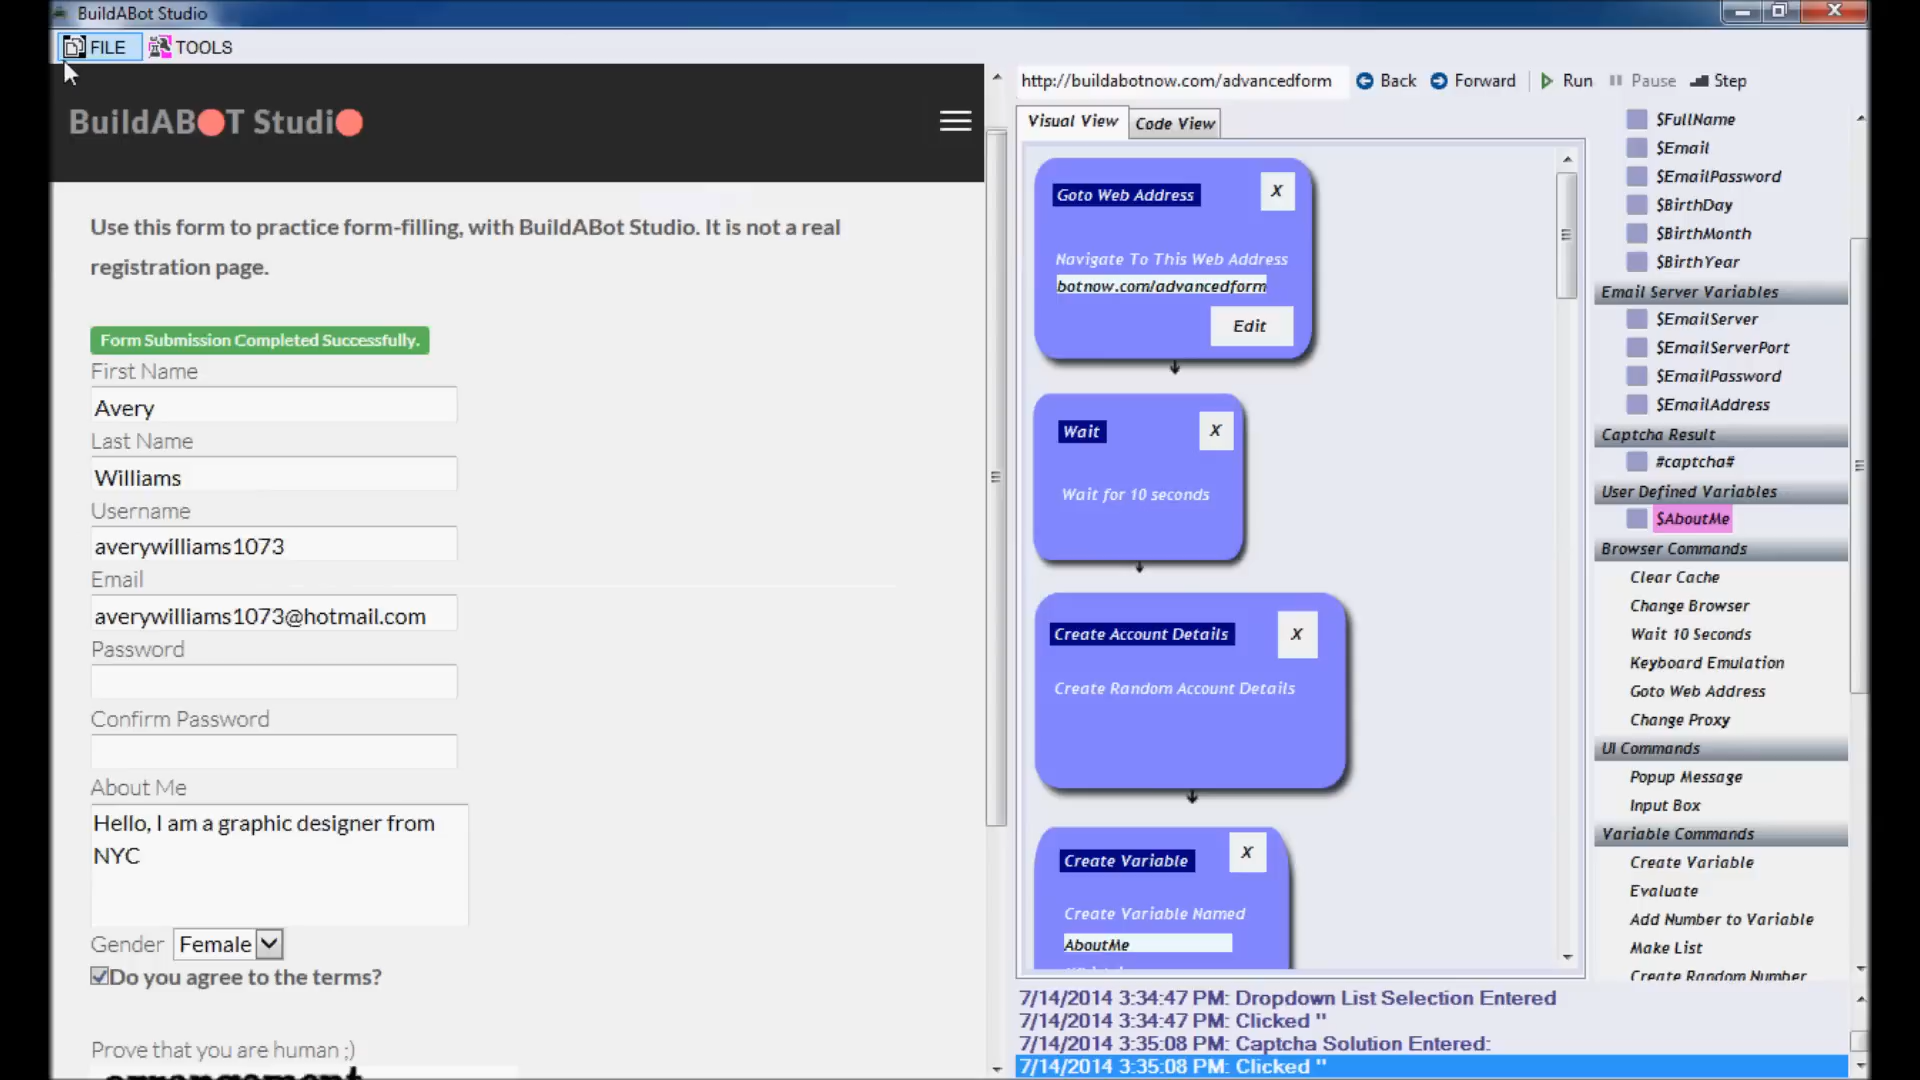 BuildABot Studio
FILE
TOOLS
BuildABOT StudiO
http://buildabotnow.com/advancedform
Back
Forward
Run
Pause
Step
Visual View
Code View
Use this form to practice form-filling, with BuildABot Studio. It is not a real
registration page.
Form Submission Completed Successfully.
First Name
Avery
Last Name
Williams
Username
averywilliams1073
Email
averywilliams1073@hotmail.com
Password
Confirm Password
About Me
Hello, I am a graphic designer from
NYC
Gender
Female
Do you agree to the terms?
Prove that you are human ;)
arrangement
Goto Web Address
X
Navigate To This Web Address
botnow.com/advancedform
Edit
Wait
X
Wait for 10 seconds
Create Account Details
X
Create Random Account Details
Create Variable
X
Create Variable Named
AboutMe
$FullName
$Email
$EmailPassword
$BirthDay
$BirthMonth
$BirthYear
Email Server Variables
$EmailServer
$EmailServerPort
$EmailPassword
$EmailAddress
Captcha Result
#captcha#
User Defined Variables
$AboutMe
Browser Commands
Clear Cache
Change Browser
Wait 10 Seconds
Keyboard Emulation
Goto Web Address
Change Proxy
UI Commands
Popup Message
Input Box
Variable Commands
Create Variable
Evaluate
Add Number to Variable
Make List
Create Random Number
7/14/2014 3:34:47 PM: Dropdown List Selection Entered
7/14/2014 3:34:47 PM: Clicked ''
7/14/2014 3:35:08 PM: Captcha Solution Entered:
7/14/2014 3:35:08 PM: Clicked ''